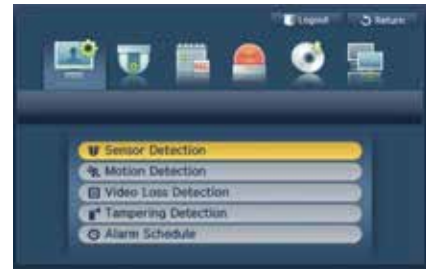 Logout Return
Sensor Detection
Motion Detection
Video Loss Detection
Tampering Detection
Alarm Schedule